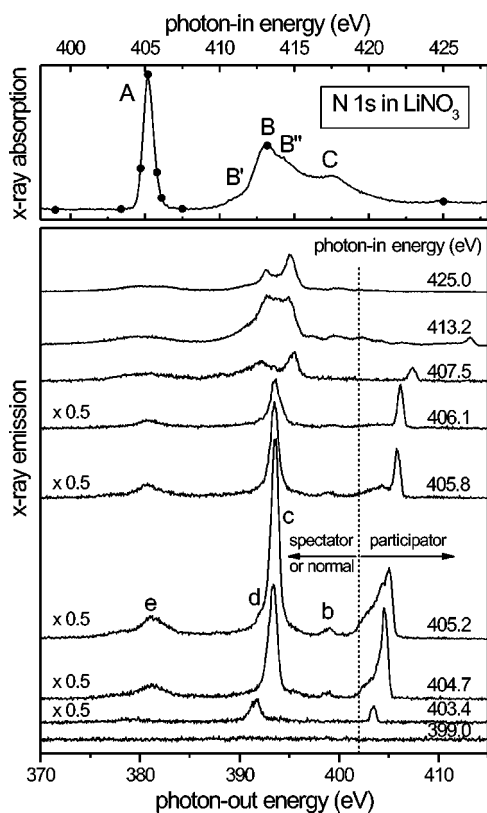 photon-in energy (eV)
400 405 410 415 420 425
x-ray absorption
N 1s in LiNO3
A
B
B"
B'
C
photon-in energy (eV)
x-ray emission
425.0
413.2
407.5
x 0.5 406.1
x 0.5 405.8
c
spectator participator
or normal
e d b
x 0.5 405.2
x 0.5 404.7
x 0.5 403.4
399.0
370 380 390 400 410
photon-out energy (eV)